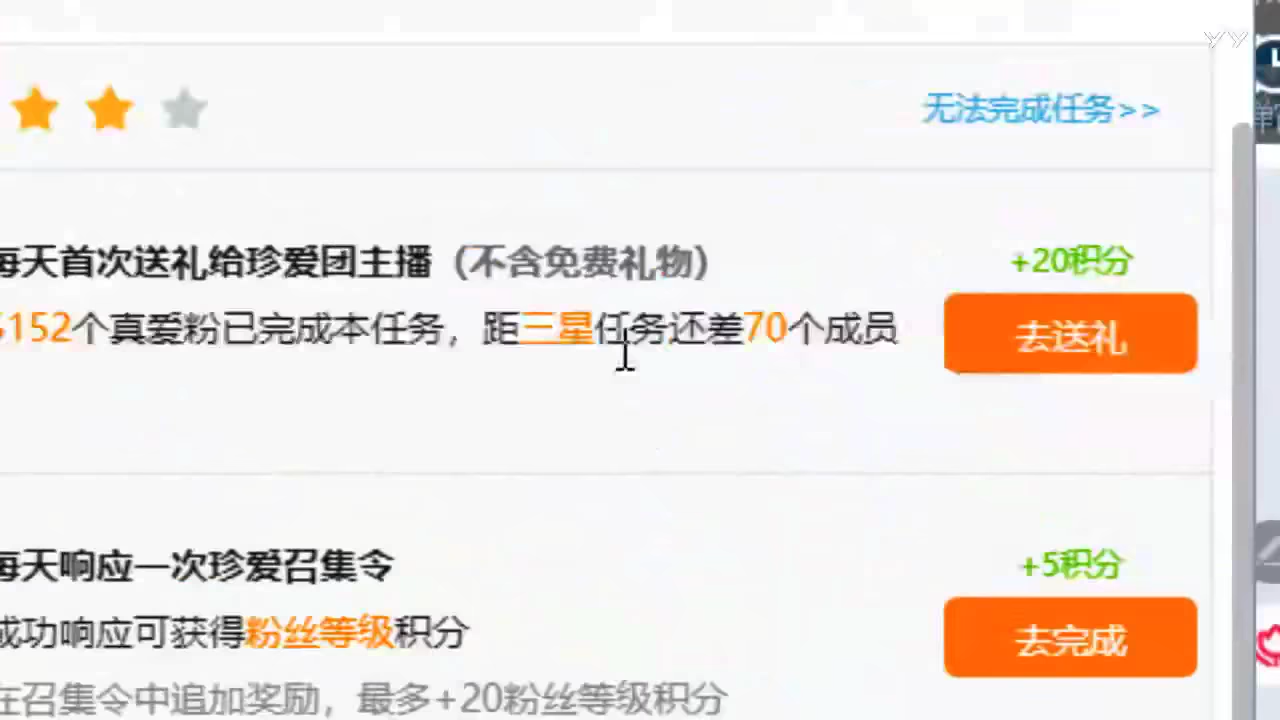 YY
无法完成任务>>
每天首次送礼给珍爱团主播（不含免费礼物）
+20积分
5152个真爱粉已完成本任务，距三星任务还差70个成员
去送礼
每天响应一次珍爱召集令
+5积分
成功响应可获得粉丝等级积分
去完成
在召集令中追加奖励，最多+20粉丝等级积分